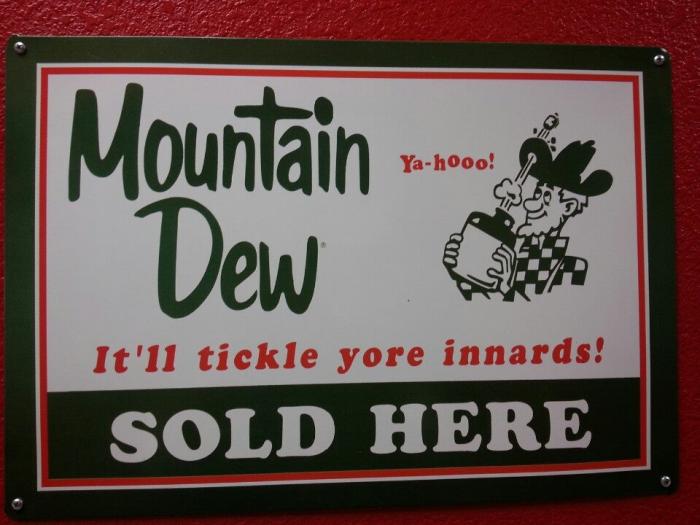 Mountain
Dew®
Ya-hooo!
It'll tickle yore innards!
SOLD HERE